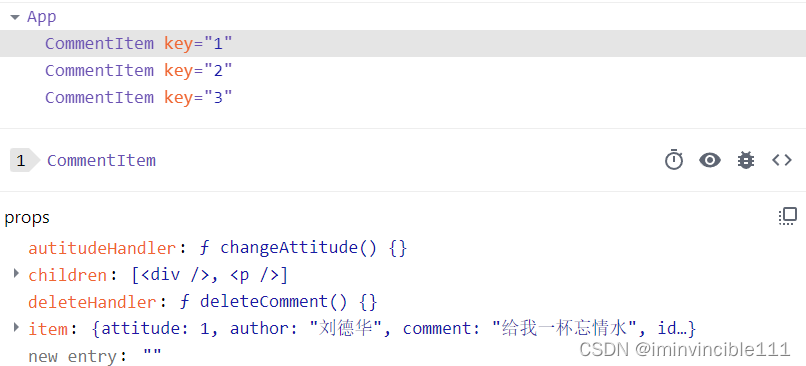 App
CommentItem key="1"
CommentItem key="2"
CommentItem key="3"
1 CommentItem
props
autitudeHandler: ƒ changeAttitude() {}
children: [<div />, <p />]
deleteHandler: ƒ deleteComment() {}
item: {attitude: 1, author: "刘德华", comment: "给我一杯忘情水", id…}
new entry: ""
CSDN @iminvincible111